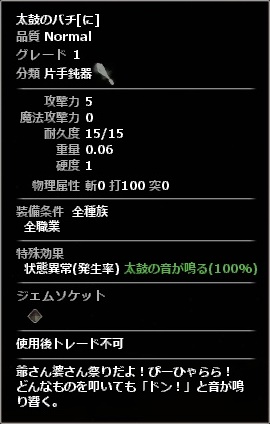 太鼓のバチ[に]
品質 Normal
グレード 1
分類 片手鈍器
攻撃力 5
魔法攻撃力 0
耐久度 15/15
重量 0.06
硬度 1
物理属性 斬0 打100 突0
装備条件 全種族
全職業
特殊効果
状態異常(発生率) 太鼓の音が鳴る(100%)
ジェムソケット
使用後トレード不可
爺さん婆さん祭りだよ！ぴーひゃらら！
どんなものを叩いても「ドン！」と音が鳴
り響く。